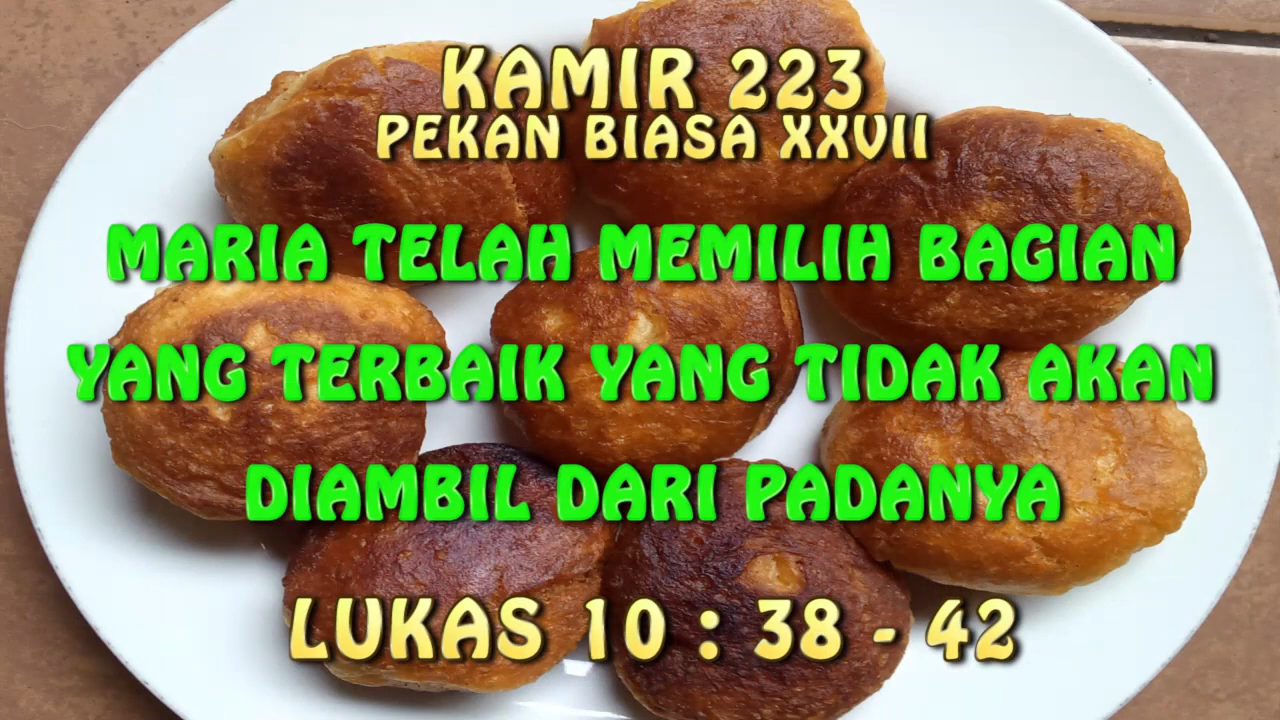 KAMIR 223
PEKAN BIASA XXVII
MARIA TELAH MEMILIH BAGIAN
YANG TERBAIK YANG TIDAK AKAN
DIAMBIL DARI PADANYA
LUKAS 10 : 38 - 42